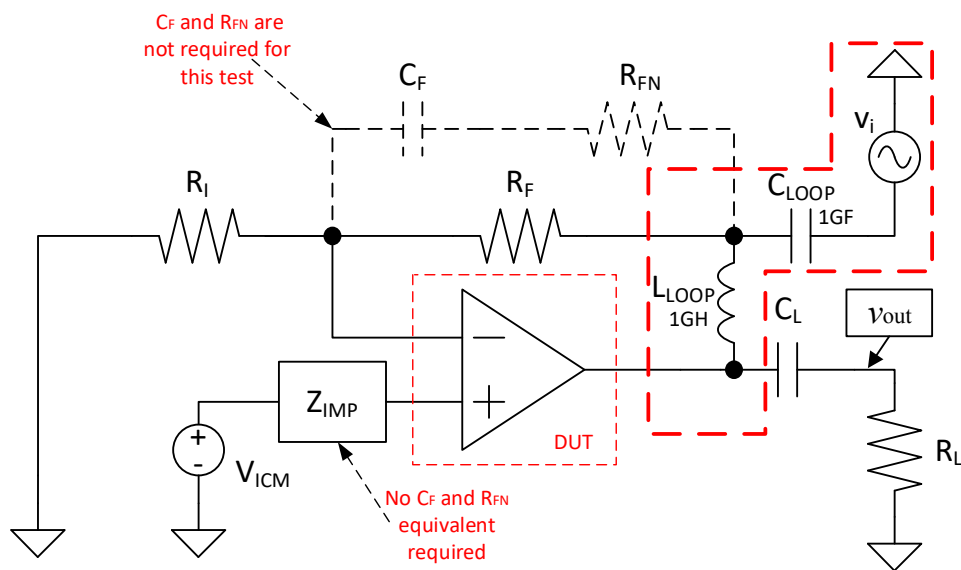 CF and RFN are
not required for
this test
CF
RFN
vi
RI
RF
CLOOP
1GF
LLOOP
1GH
CL
vout
ZIMP
DUT
+
-
VICM
RL
No CF and RFN
equivalent
required